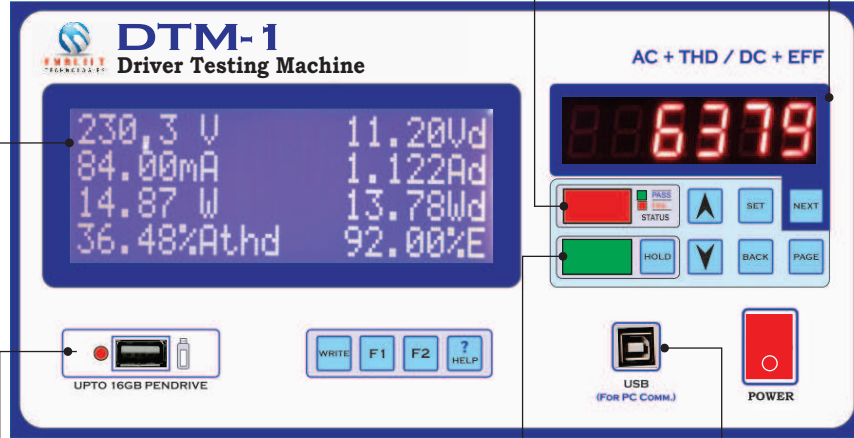 DTM-1
Driver Testing Machine
AC + THD / DC + EFF
230.3 V 11.20Vd
84.00mA 1.122Ad
14.87 W 13.78Wd
36.48%Athd 92.00%E
6379
PASS
STATUS
SET
NEXT
HOLD
BACK
PAGE
UPTO 16GB PENDRIVE
WRITE
F1
F2
?
HELP
USB
(FOR PC COMM.)
POWER